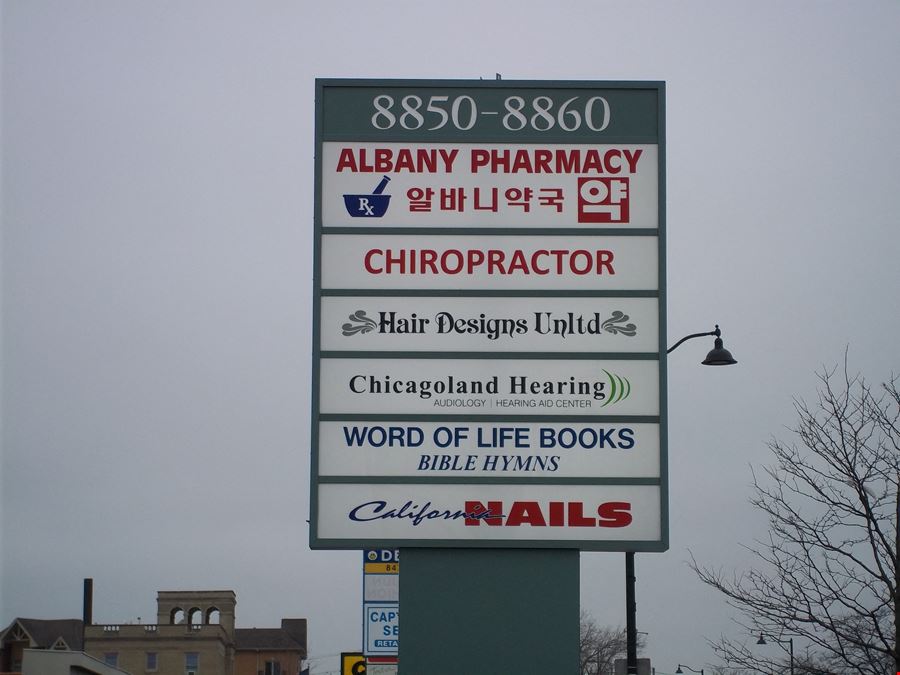 8850-8860
ALBANY PHARMACY
Rx 알바니약국 약
CHIROPRACTOR
Hair Designs Unltd
Chicagoland Hearing
AUDIOLOGY | HEARING AID CENTER
WORD OF LIFE BOOKS
BIBLE HYMNS
California NAILS